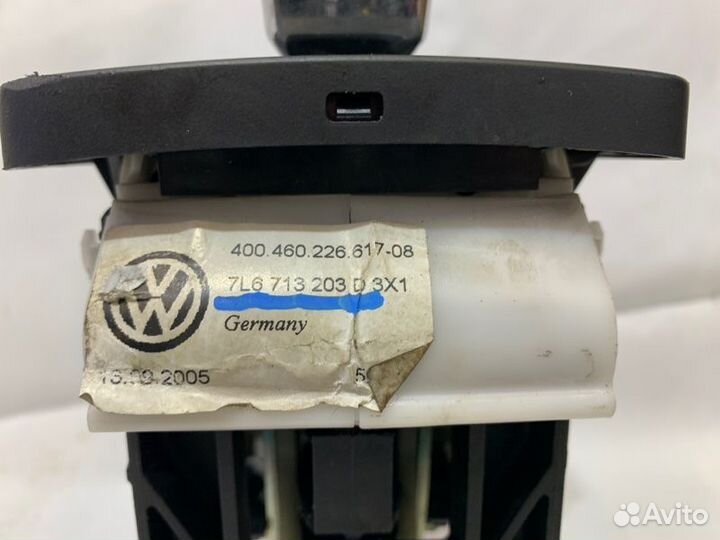 400.460.226.617-08
7L6 713 203 D 3X1
Germany
2005
Avito